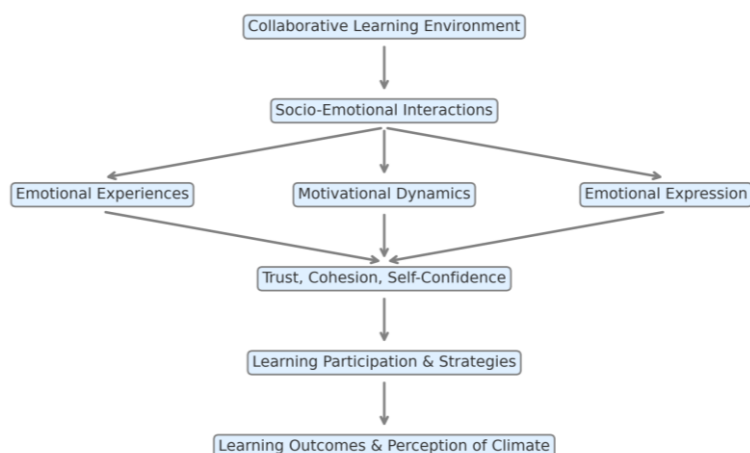 Collaborative Learning Environment
Socio-Emotional Interactions
Emotional Experiences
Motivational Dynamics
Emotional Expression
Trust, Cohesion, Self-Confidence
Learning Participation & Strategies
Learning Outcomes & Perception of Climate